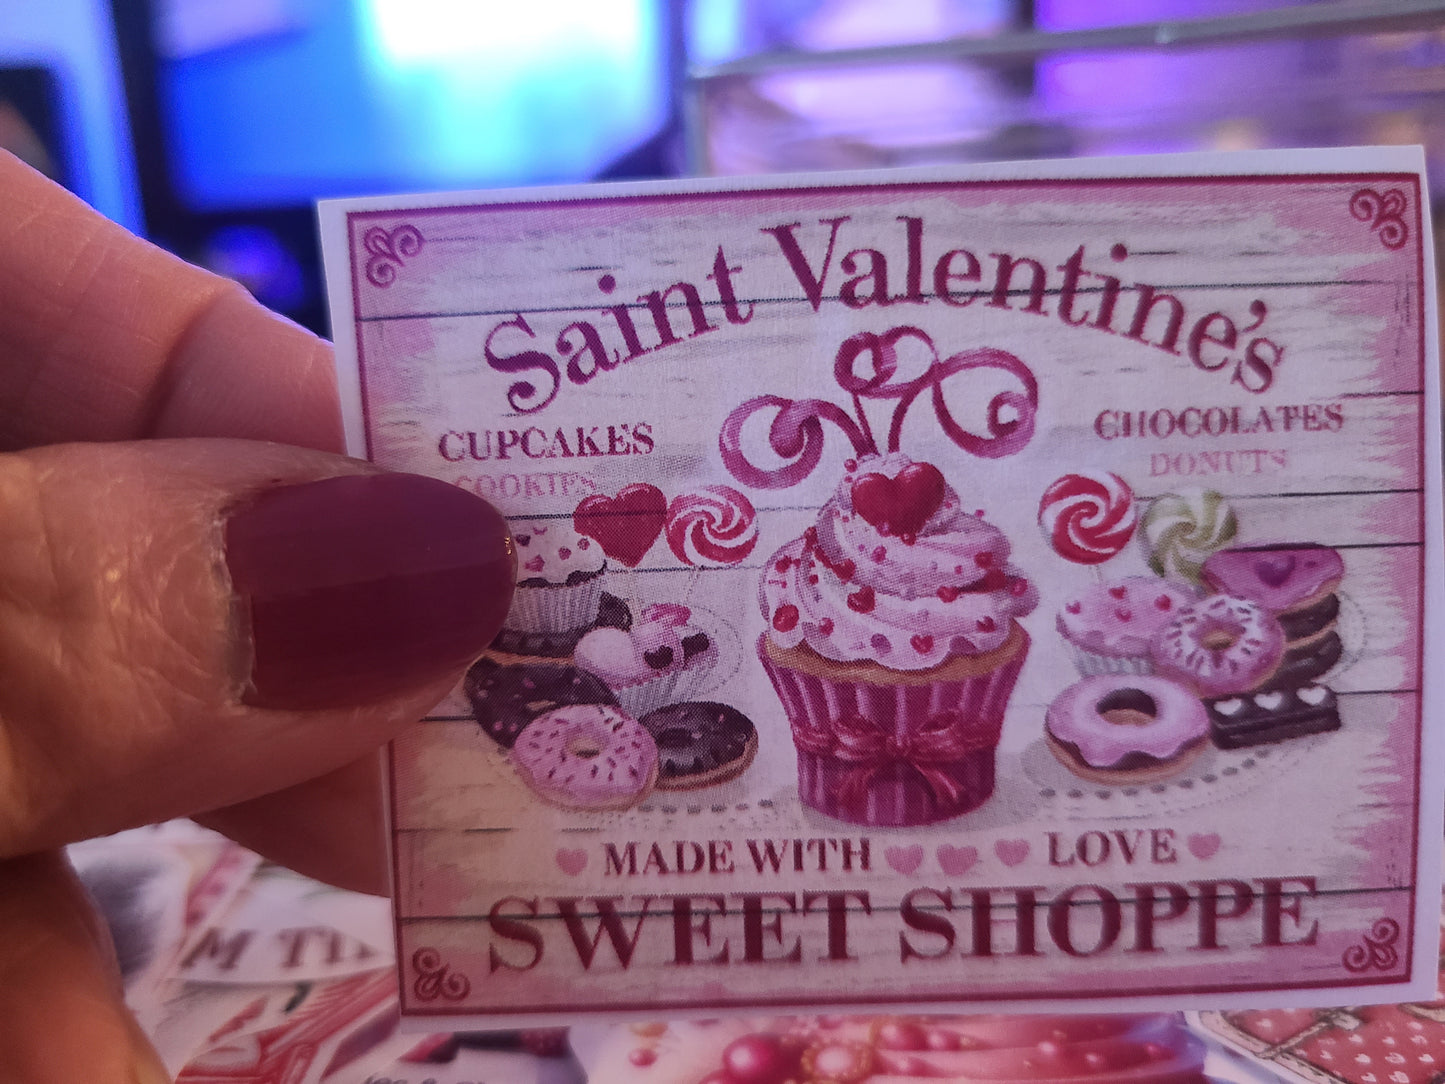 Saint Valentine's
CUPCAKES
COOKIES
CHOCOLATES
DONUTS
MADE WITH
LOVE
SWEET SHOPPE